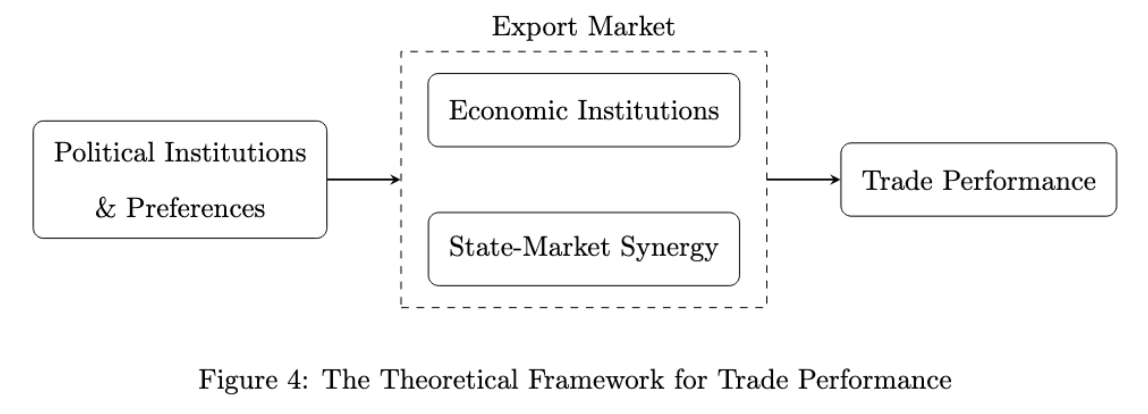 Export Market
Economic Institutions
Political Institutions
& Preferences
State-Market Synergy
Trade Performance
Figure 4: The Theoretical Framework for Trade Performance